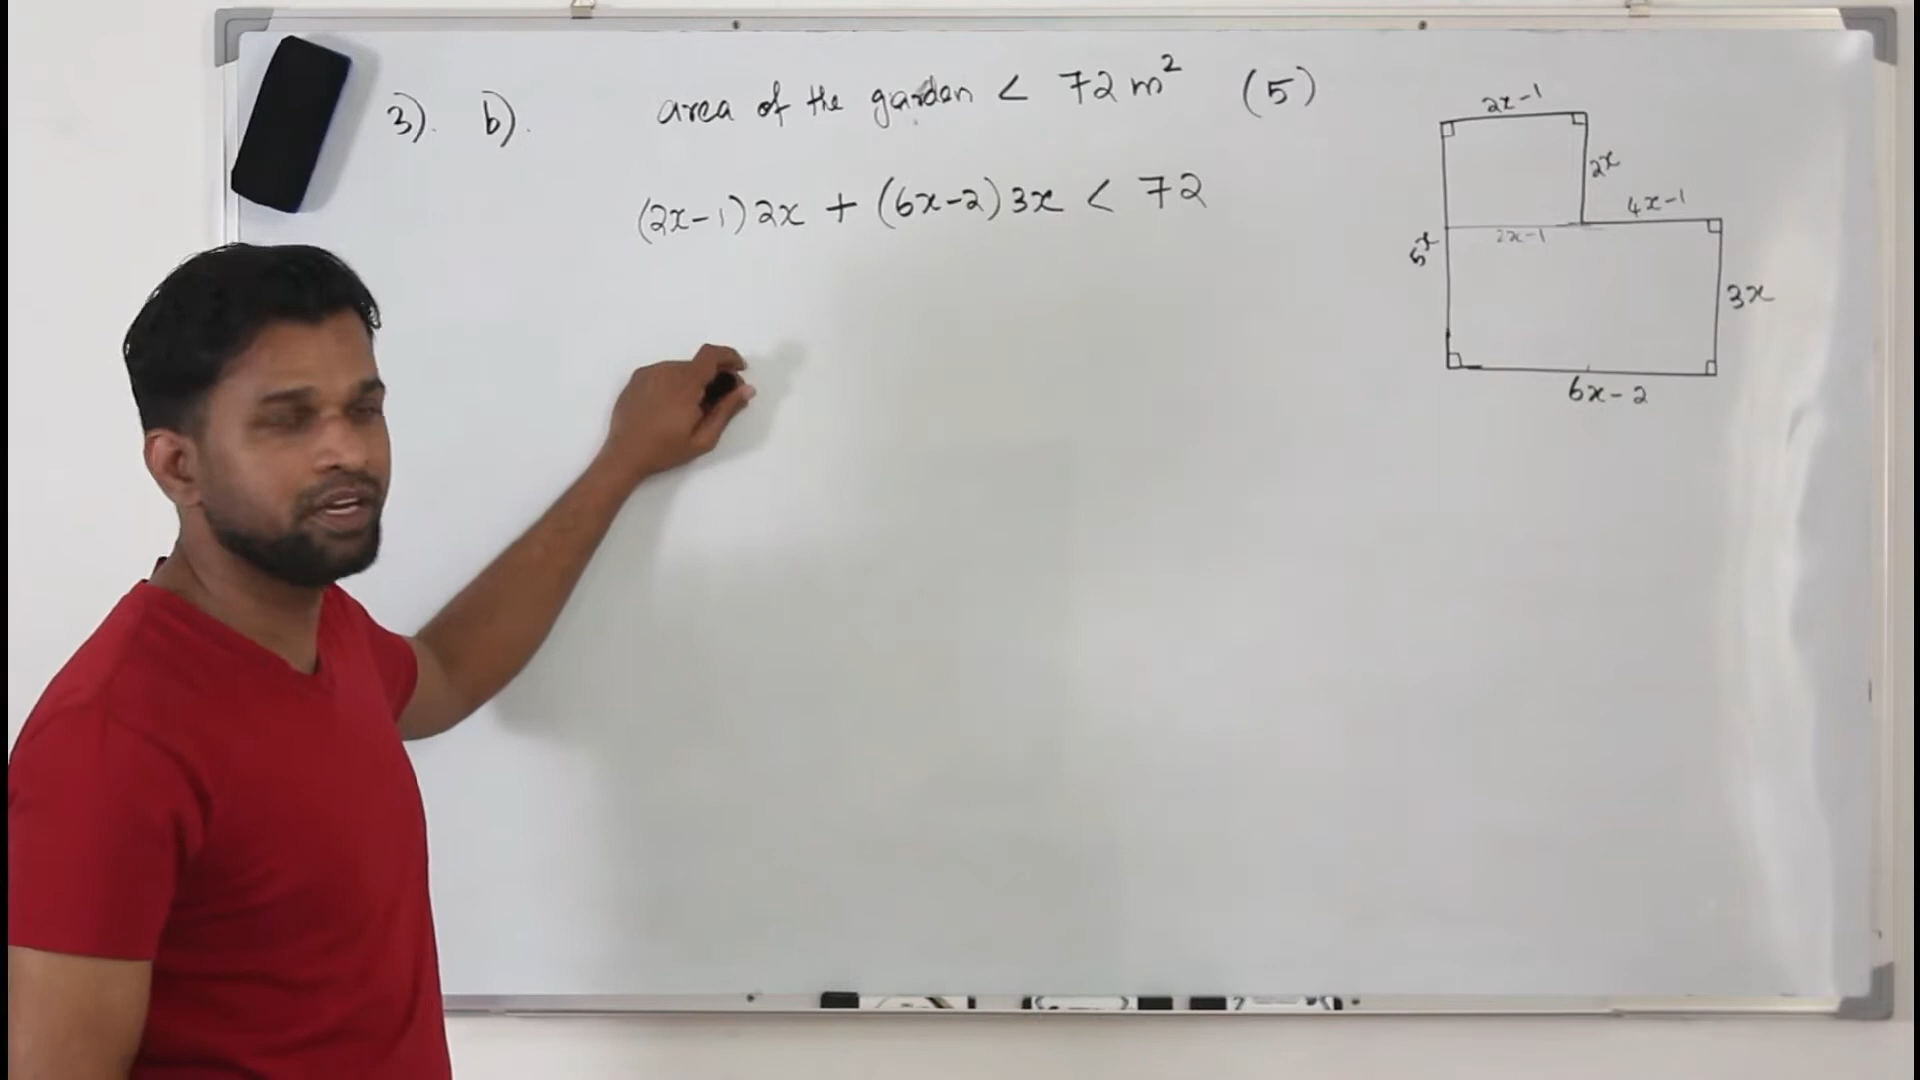 3). b). area of the garden < 72 m² (5)
(2x-1) 2x + (6x-2) 3x < 72
2x-1
2x
4x-1
2x-1
5x
3x
6x-2